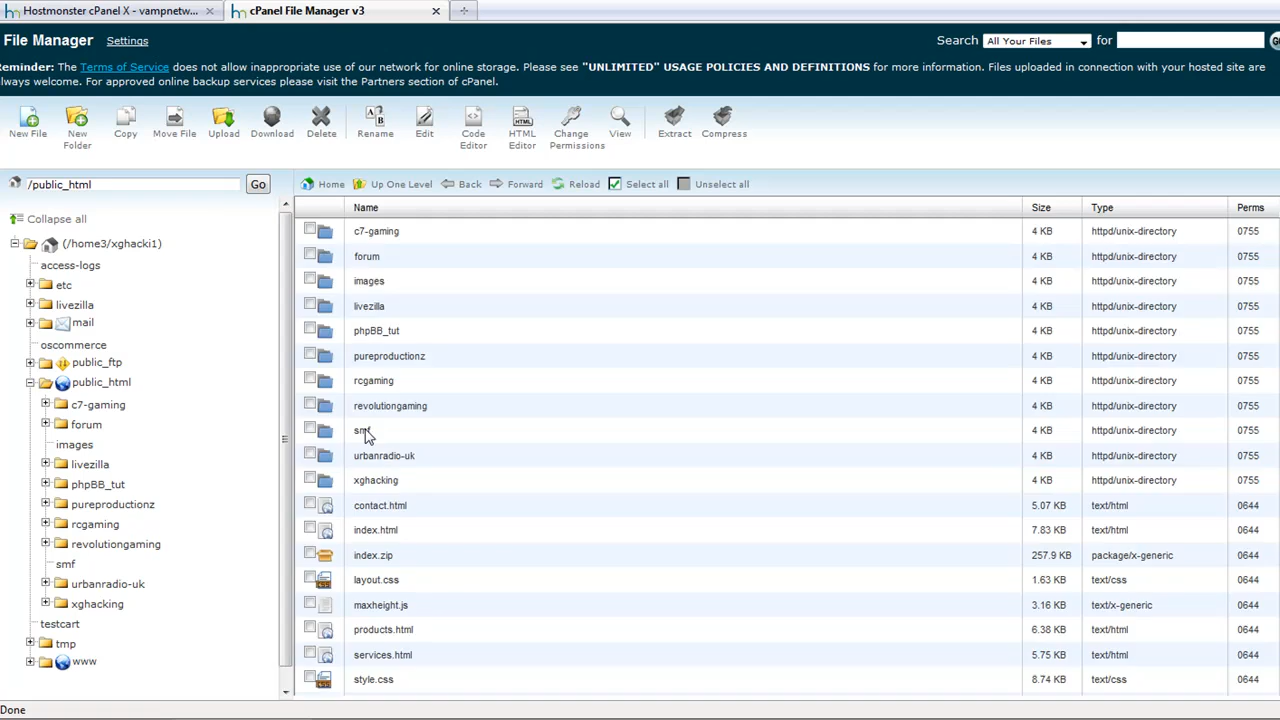 Hostmonster cPanel X - vampnetw...
cPanel File Manager v3
File Manager Settings
Search All Your Files for
Reminder: The Terms of Service does not allow inappropriate use of our network for online storage. Please see "UNLIMITED" USAGE POLICIES AND DEFINITIONS for more information. Files uploaded in connection with your hosted site are
always welcome. For approved online backup services please visit the Partners section of cPanel.
New File
New Folder
Copy
Move File
Upload
Download
Delete
Rename
Edit
Code Editor
HTML Editor
Change Permissions
View
Extract
Compress
/public_html Go
Collapse all
(/home3/xghacki1)
access-logs
etc
livezilla
mail
oscommerce
public_ftp
public_html
c7-gaming
forum
images
livezilla
phpBB_tut
pureproductionz
rcgaming
revolutiongaming
smf
urbanradio-uk
xghacking
testcart
tmp
www
Home Up One Level Back Forward Reload Select all Unselect all
Name Size Type Perms
c7-gaming 4 KB httpd/unix-directory 0755
forum 4 KB httpd/unix-directory 0755
images 4 KB httpd/unix-directory 0755
livezilla 4 KB httpd/unix-directory 0755
phpBB_tut 4 KB httpd/unix-directory 0755
pureproductionz 4 KB httpd/unix-directory 0755
rcgaming 4 KB httpd/unix-directory 0755
revolutiongaming 4 KB httpd/unix-directory 0755
smf 4 KB httpd/unix-directory 0755
urbanradio-uk 4 KB httpd/unix-directory 0755
xghacking 4 KB httpd/unix-directory 0755
contact.html 5.07 KB text/html 0644
index.html 7.83 KB text/html 0644
index.zip 257.9 KB package/x-generic 0644
layout.css 1.63 KB text/css 0644
maxheight.js 3.16 KB text/x-generic 0644
products.html 6.38 KB text/html 0644
services.html 5.75 KB text/html 0644
style.css 8.74 KB text/css 0644
Done